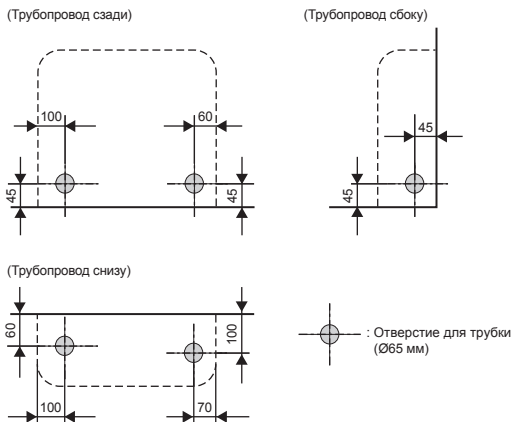 (Трубопровод сзади)
100
60
45
45
(Трубопровод сбоку)
45
45
(Трубопровод снизу)
60
100
100
70
: Отверстие для трубки
(Ø65 мм)